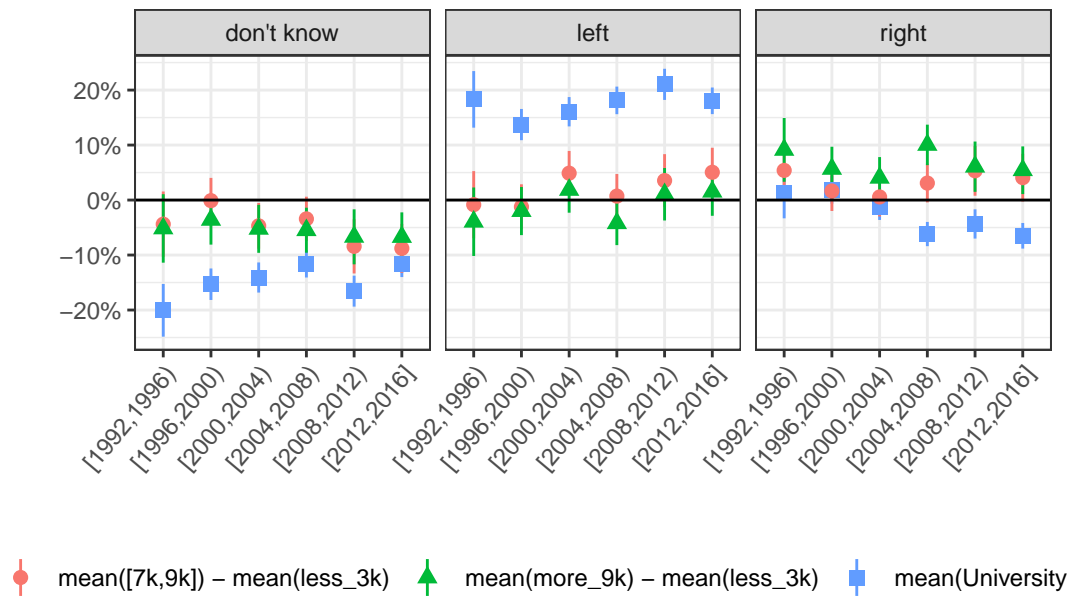 don't know left right
20%
10%
0%
−10%
−20%
[1992,1996) [1996,2000) [2000,2004) [2004,2008) [2008,2012) [2012,2016] [1992,1996) [1996,2000) [2000,2004) [2004,2008) [2008,2012) [2012,2016] [1992,1996) [1996,2000) [2000,2004) [2004,2008) [2008,2012) [2012,2016]
mean([7k,9k]) − mean(less_3k) mean(more_9k) − mean(less_3k) mean(University